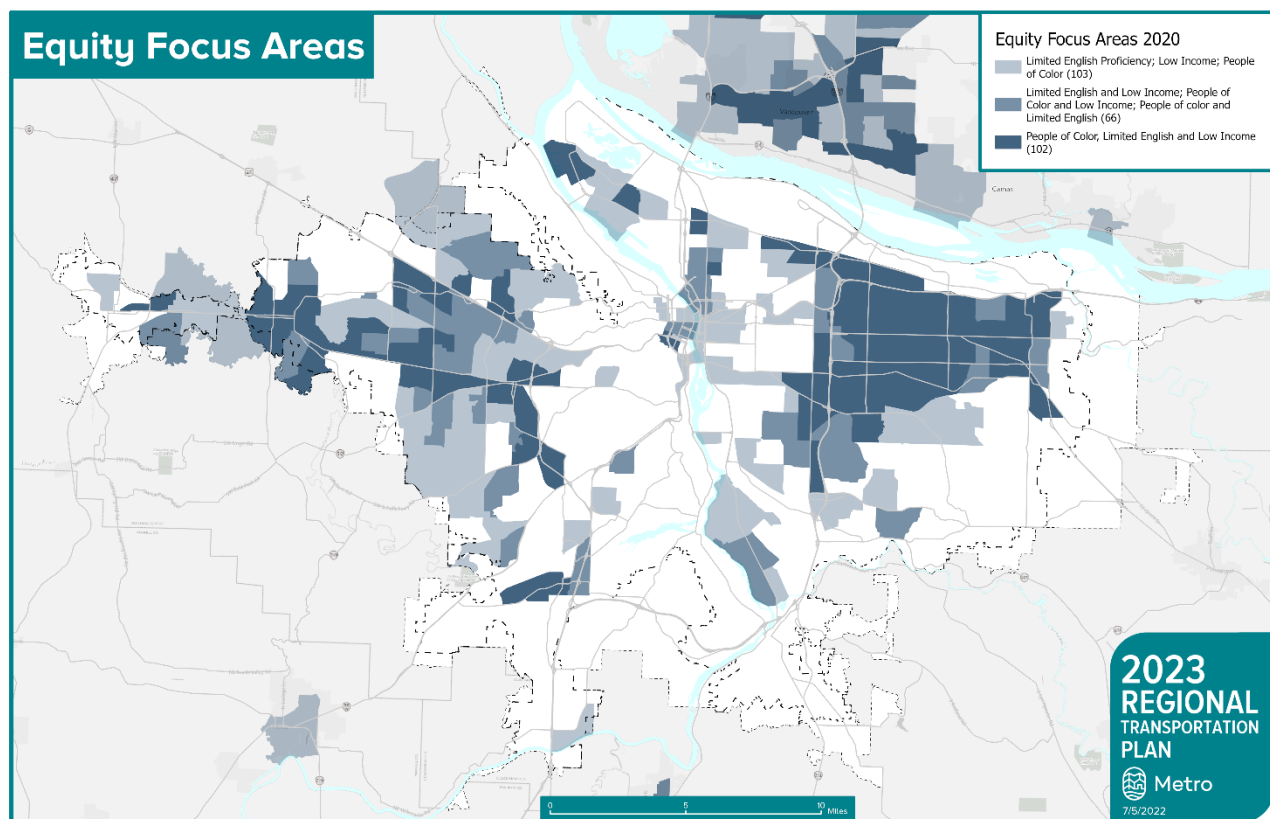 Equity Focus Areas
Equity Focus Areas 2020
Limited English Proficiency; Low Income; People
of Color (103)
Limited English and Low Income; People of
Color and Low Income; People of color and
Limited English (66)
People of Color, Limited English and Low Income
(102)
Vancouver
Camas
0
5
10
Miles
2023
REGIONAL
TRANSPORTATION
PLAN
Metro
7/5/2022